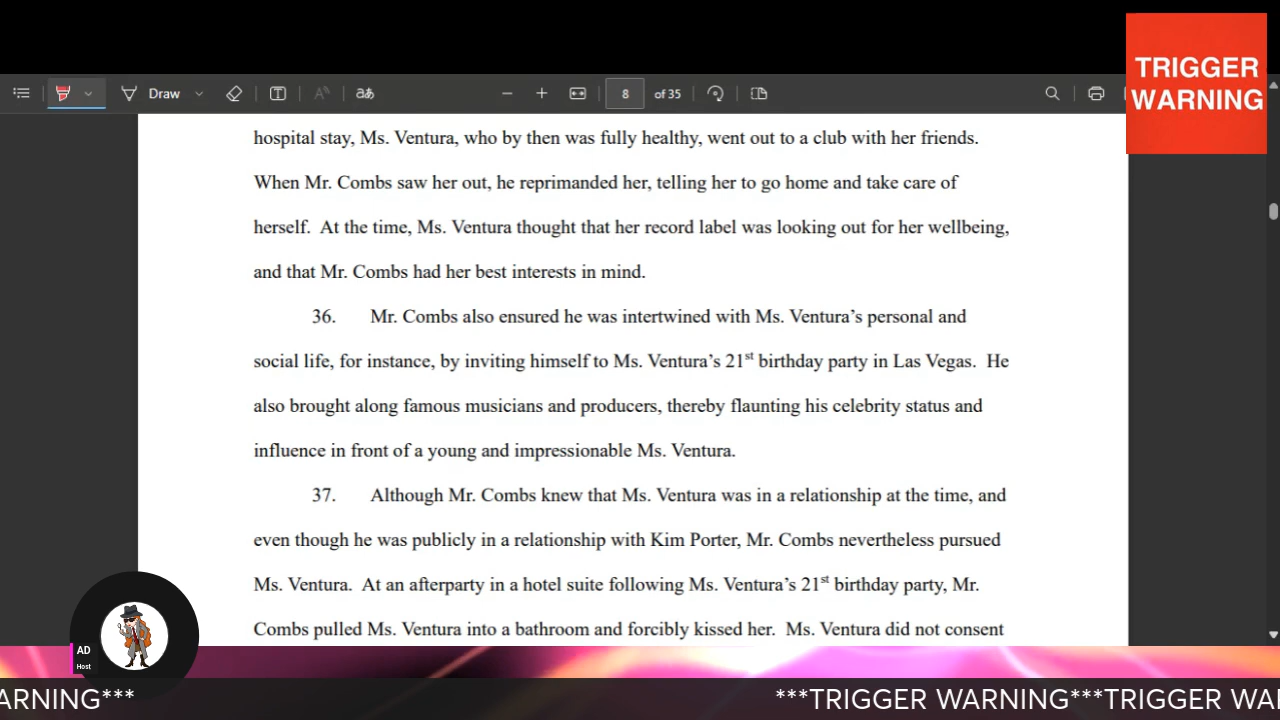 TRIGGER
WARNING
Draw
8 of 35
hospital stay, Ms. Ventura, who by then was fully healthy, went out to a club with her friends.
When Mr. Combs saw her out, he reprimanded her, telling her to go home and take care of
herself.  At the time, Ms. Ventura thought that her record label was looking out for her wellbeing,
and that Mr. Combs had her best interests in mind.
36. Mr. Combs also ensured he was intertwined with Ms. Ventura’s personal and
social life, for instance, by inviting himself to Ms. Ventura’s 21st birthday party in Las Vegas.  He
also brought along famous musicians and producers, thereby flaunting his celebrity status and
influence in front of a young and impressionable Ms. Ventura.
37. Although Mr. Combs knew that Ms. Ventura was in a relationship at the time, and
even though he was publicly in a relationship with Kim Porter, Mr. Combs nevertheless pursued
Ms. Ventura.  At an afterparty in a hotel suite following Ms. Ventura’s 21st birthday party, Mr.
Combs pulled Ms. Ventura into a bathroom and forcibly kissed her.  Ms. Ventura did not consent
AD
Host
ARNING*** ***TRIGGER WARNING***TRIGGER WAR